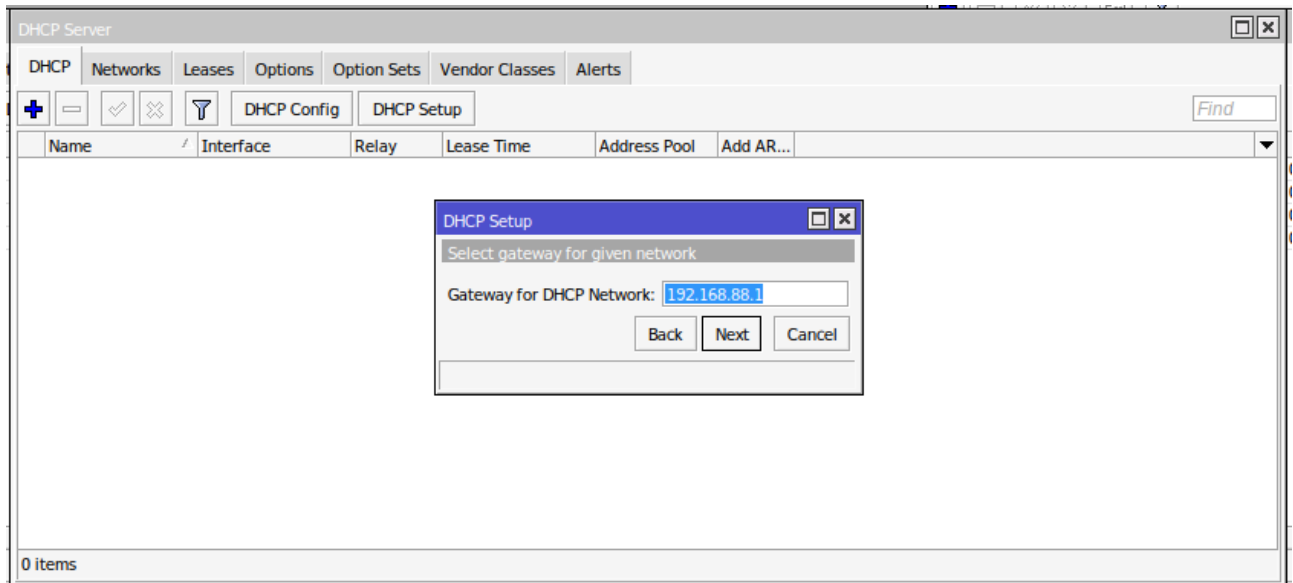 DHCP Server
DHCP Networks Leases Options Option Sets Vendor Classes Alerts
DHCP Config DHCP Setup Find
Name Interface Relay Lease Time Address Pool Add AR...
DHCP Setup
Select gateway for given network
Gateway for DHCP Network: 192.168.88.1
Back Next Cancel
0 items